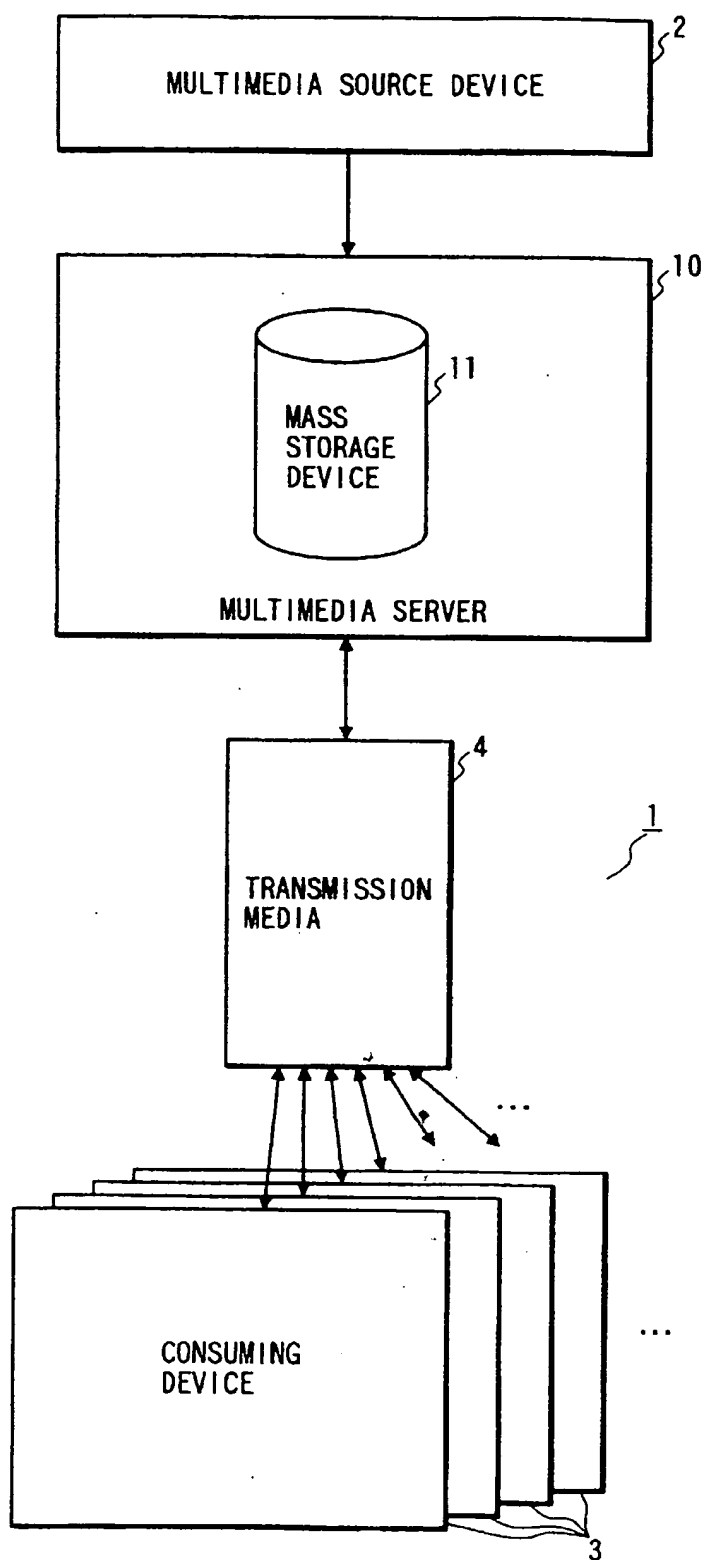 2
MULTIMEDIA SOURCE DEVICE
10
11
MASS
STORAGE
DEVICE
MULTIMEDIA SERVER
4
TRANSMISSION
MEDIA
1
...
...
CONSUMING
DEVICE
3